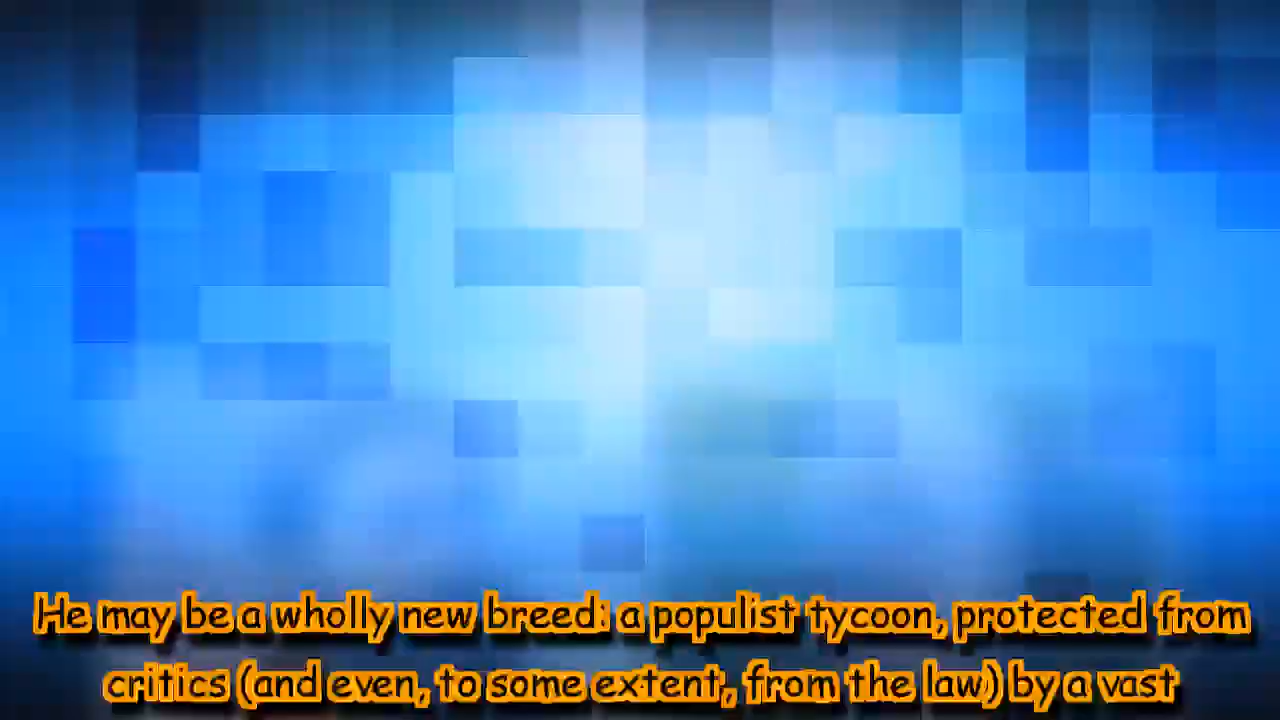 He may be a wholly new breed: a populist tycoon, protected from
critics (and even, to some extent, from the law) by a vast